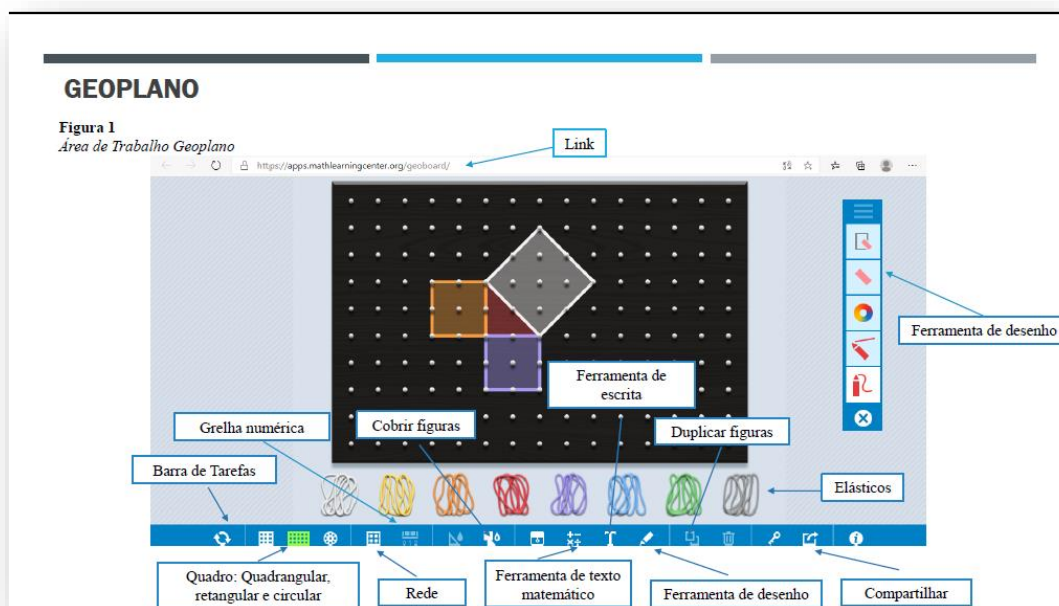 GEOPLANO
Figura 1
Área de Trabalho Geoplano
Link
https://apps.mathlearningcenter.org/geoboard/
Ferramenta de desenho
Ferramenta de
escrita
Grelha numérica
Cobrir figuras
Duplicar figuras
Barra de Tarefas
Elásticos
Quadro: Quadrangular,
retangular e circular
Rede
Ferramenta de texto
matemático
Ferramenta de desenho
Compartilhar